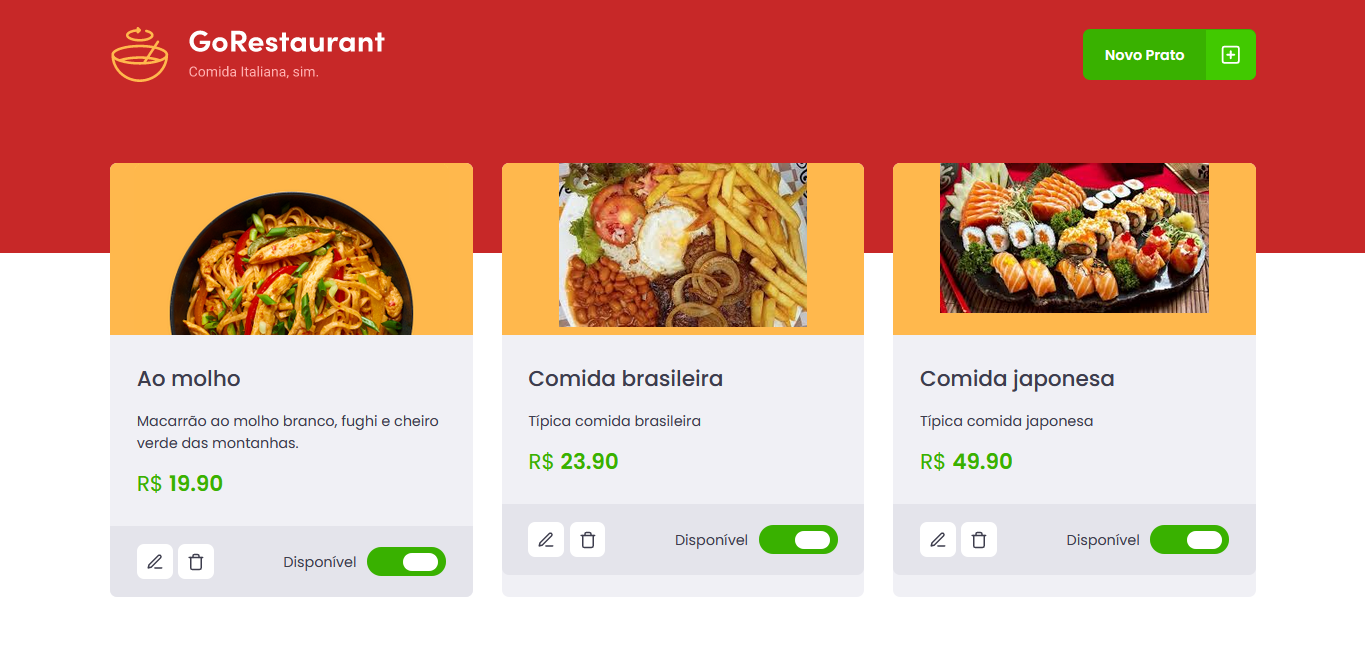 GoRestaurant
Comida Italiana, sim.
Novo Prato
Ao molho
Macarrão ao molho branco, fughi e cheiro
verde das montanhas.
R$ 19.90
Disponível
Comida brasileira
Típica comida brasileira
R$ 23.90
Disponível
Comida japonesa
Típica comida japonesa
R$ 49.90
Disponível